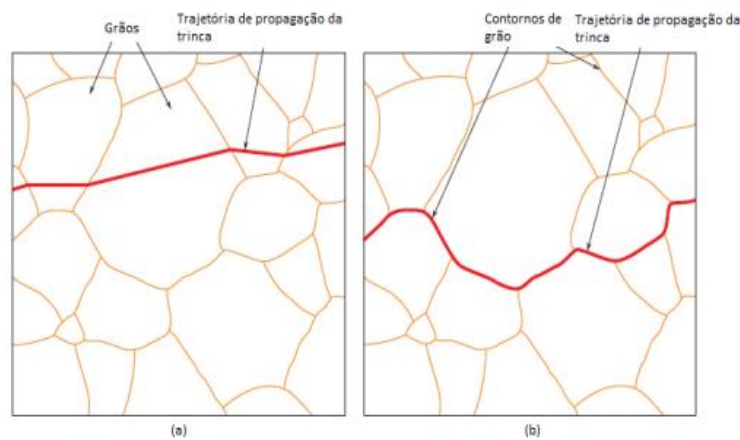 Grãos
Trajetória de propagação da
trinca
Contornos de
grão
Trajetória de propagação da
trinca
(a)
(b)